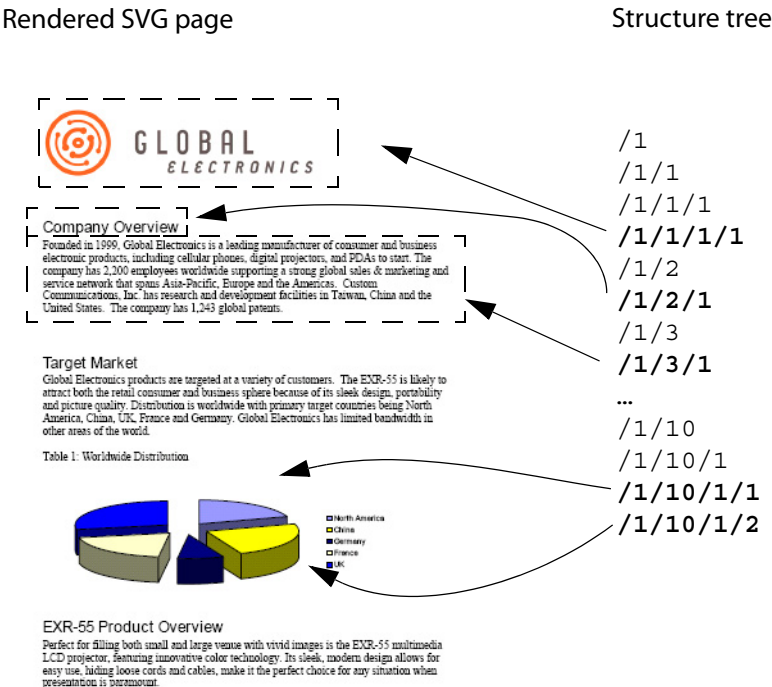 Rendered SVG page
Structure tree
GLOBAL
ELECTRONICS
Company Overview
Founded in 1999, Global Electronics is a leading manufacturer of consumer and business
electronic products, including cellular phones, digital projectors, and PDAs to start. The
company has 2,200 employees worldwide supporting a strong global sales & marketing and
service network that spans Asia-Pacific, Europe and the Americas.  Custom
Communications, Inc. has research and development facilities in Taiwan, China and the
United States.  The company has 1,243 global patents.
Target Market
Global Electronics products are targeted at a variety of customers.  The EXR-55 is likely to
attract both the retail consumer and business sphere because of its sleek design, portability
and picture quality. Distribution is worldwide with primary target countries being North
America, China, UK, France and Germany. Global Electronics has limited bandwidth in
other areas of the world.
Table 1: Worldwide Distribution
North America
China
Germany
France
UK
EXR-55 Product Overview
Perfect for filling both small and large venue with vivid images is the EXR-55 multimedia
LCD projector, featuring innovative color technology. Its sleek, modern design allows for
easy use, hiding loose cords and cables, make it the perfect choice for any situation when
presentation is paramount.
/1
/1/1
/1/1/1
/1/1/1/1
/1/2
/1/2/1
/1/3
/1/3/1
…
/1/10
/1/10/1
/1/10/1/1
/1/10/1/2